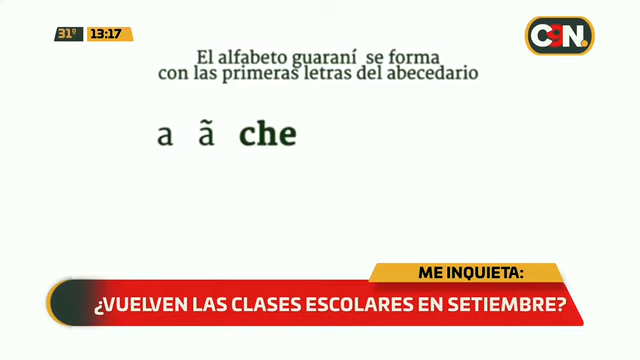 31º 13:17
C9N.
El alfabeto guaraní se forma
con las primeras letras del abecedario
a ã che
ME INQUIETA:
¿VUELVEN LAS CLASES ESCOLARES EN SETIEMBRE?